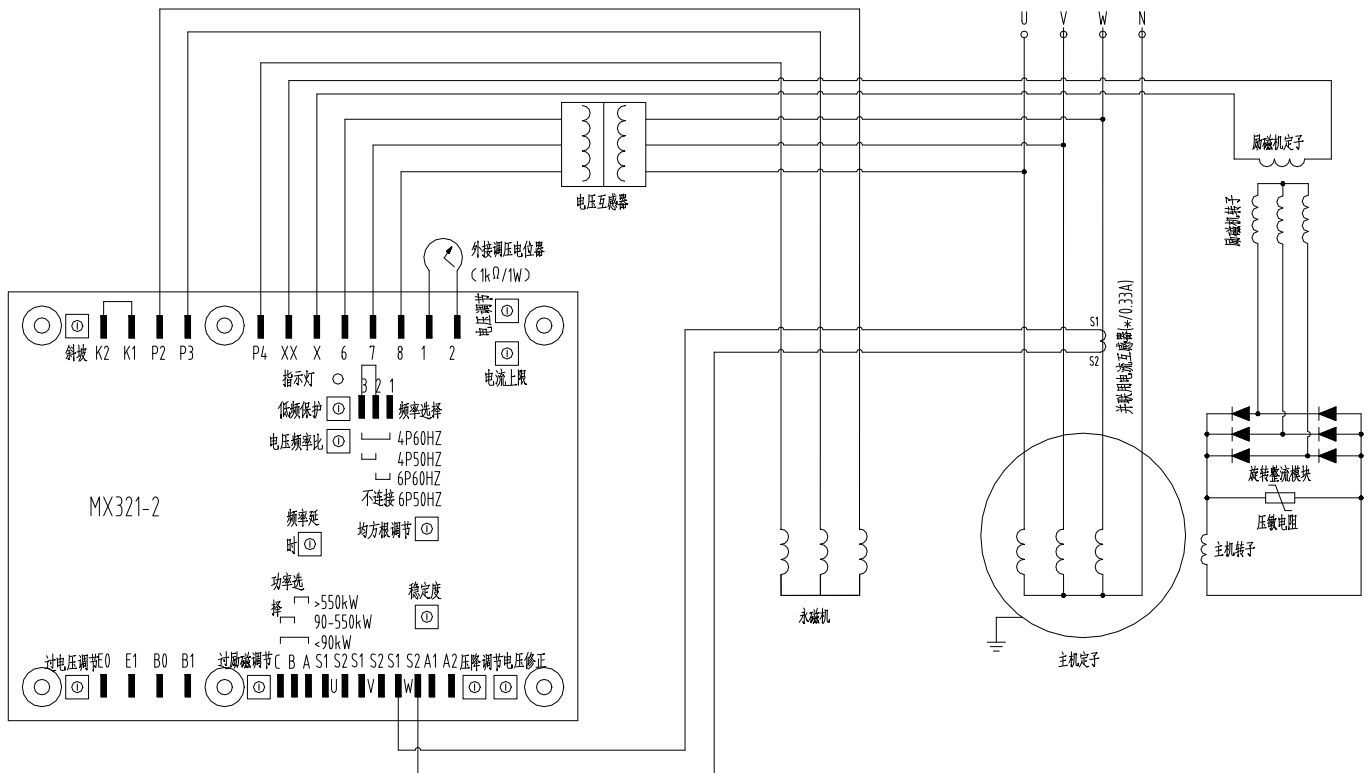 U V W N
励磁机定子
电压互感器
励磁机转子
外接调压电位器
(1kΩ/1W)
电压调节
斜坡 K2 K1 P2 P3 P4 XX X 6 7 8 1 2
电流上限
S1
S2
并联用电流互感器(*/0.33A)
指示灯
3 2 1
低频保护
频率选择
电压频率比
4P60HZ
4P50HZ
6P60HZ
不连接 6P50HZ
旋转整流模块
压敏电阻
MX321-2
频率延
时
均方根调节
主机转子
功率选
择
>550kW
90-550kW
<90kW
稳定度
永磁机
主机定子
过电压调节 E0 E1 B0 B1 过励磁调节 C B A S1 S2 S1 S2 S1 S2 A1 A2 压降调节 电压修正
U V W